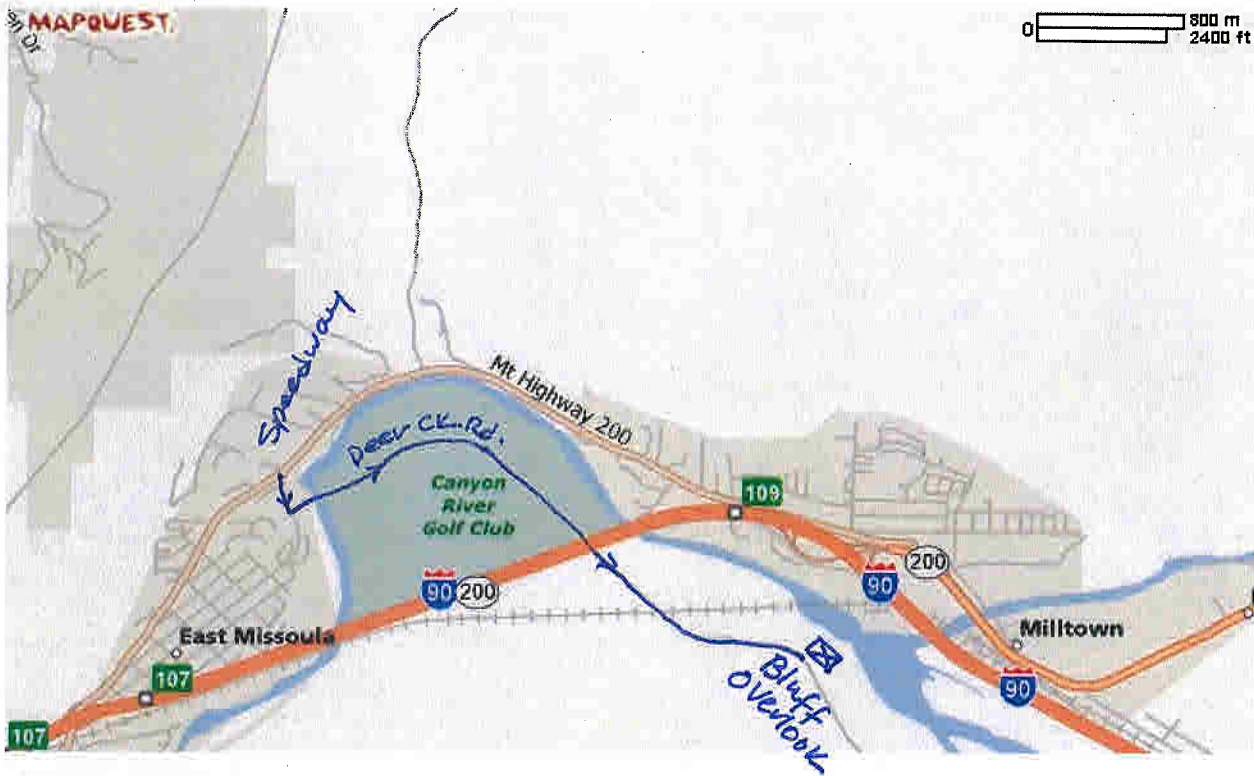 MAPQUEST.
0
800 m
2400 ft
Speedway
Mt Highway 200
Deer CK. Rd.
Canyon
River
Golf Club
109
90
200
90
200
East Missoula
Milltown
107
90
107
Bluff
Overlook